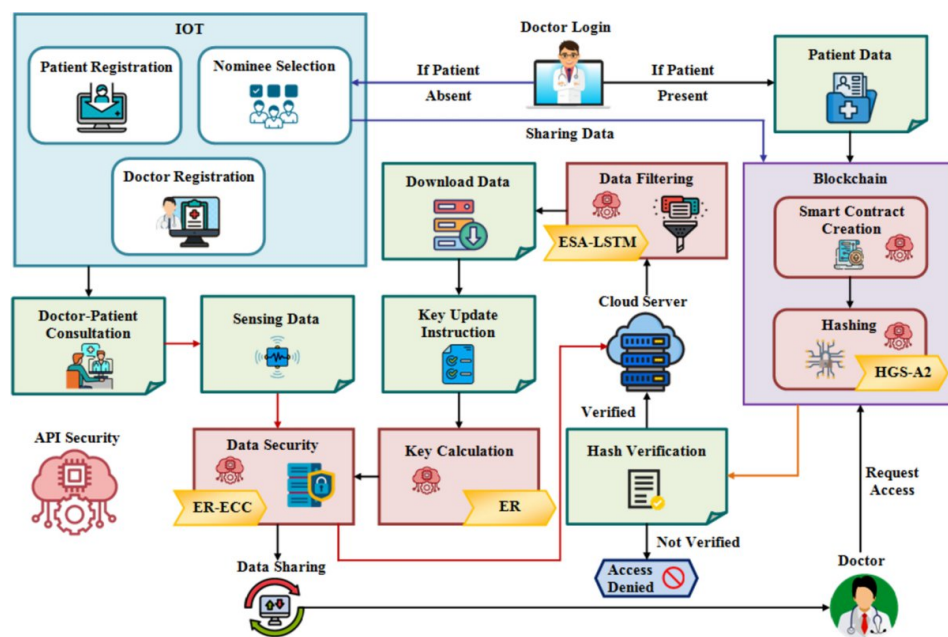 IOT
Patient Registration
Nominee Selection
Doctor Registration
Doctor Login
If Patient
Absent
If Patient
Present
Patient Data
Sharing Data
Download Data
Data Filtering
ESA-LSTM
Blockchain
Smart Contract
Creation
Hashing
HGS-A2
Doctor-Patient
Consultation
Sensing Data
Key Update
Instruction
Cloud Server
Verified
API Security
Data Security
ER-ECC
Key Calculation
ER
Hash Verification
Request
Access
Not Verified
Access
Denied
Data Sharing
Doctor